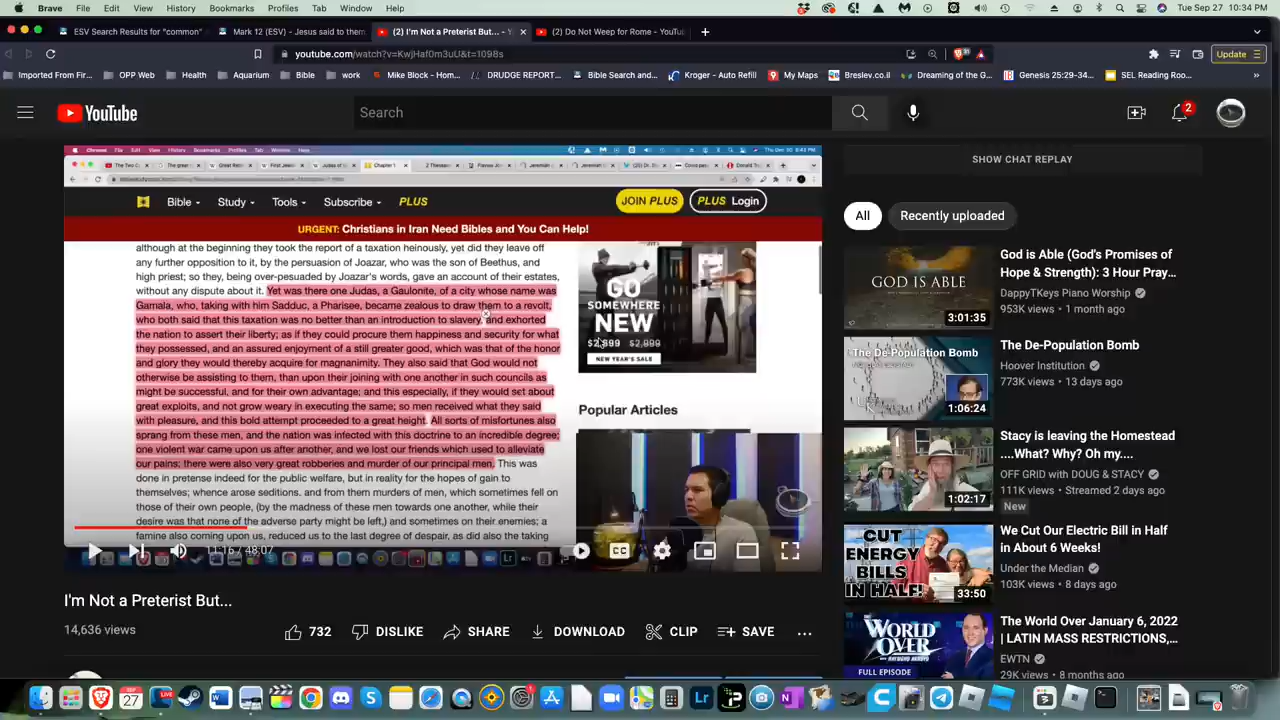 Brave File Edit View History Bookmarks Profiles Tab Window Help Tue Sep 27 10:34 PM
ESV Search Results for "common" Mark 12 (ESV) - Jesus said to them (2) I'm Not a Preterist But... - Y (2) Do Not Weep for Rome - YouTu
youtube.com/watch?v=KwjHaf0m3uU&t=1098s Update
Imported From Fir... OPP Web Health Aquarium Bible work Mike Block - Hom... DRUDGE REPORT... Bible Search and... Kroger - Auto Refill My Maps Breslev.co.il Dreaming of the G... Genesis 25:29-34... SEL Reading Roo...
YouTube Search 2
SHOW CHAT REPLAY
Bible Study Tools Subscribe PLUS JOIN PLUS PLUS Login
URGENT: Christians in Iran Need Bibles and You Can Help!
although at the beginning they took the report of a taxation heinously, yet did they leave off
any further opposition to it, by the persuasion of Joazar, who was the son of Beethus, and
high priest; so they, being over-pesuaded by Joazar's words, gave an account of their estates,
without any dispute about it. Yet was there one Judas, a Gaulonite, of a city whose name was
Gamala, who, taking with him Sadduc, a Pharisee, became zealous to draw them to a revolt,
who both said that this taxation was no better than an introduction to slavery, and exhorted
the nation to assert their liberty; as if they could procure them happiness and security for what
they possessed, and an assured enjoyment of a still greater good, which was that of the honor
and glory they would thereby acquire for magnanimity. They also said that God would not
otherwise be assisting to them, than upon their joining with one another in such councils as
might be successful, and for their own advantage; and this especially, if they would set about
great exploits, and not grow weary in executing the same; so men received what they said
with pleasure, and this bold attempt proceeded to a great height. All sorts of misfortunes also
sprang from these men, and the nation was infected with this doctrine to an incredible degree;
one violent war came upon us after another, and we lost our friends which used to alleviate
our pains; there were also very great robberies and murder of our principal men. This was
done in pretense indeed for the public welfare, but in reality for the hopes of gain to
themselves; whence arose seditions, and from them murders of men, which sometimes fell on
those of their own people, (by the madness of these men towards one another, while their
desire was that none of the adverse party might be left,) and sometimes on their enemies; a
famine also coming upon us, reduced us to the last degree of despair, as did also the taking
GO
SOMEWHERE
NEW
$2,899 $2,999
NEW YEAR'S SALE
Popular Articles
11:16 / 48:07 CC
I'm Not a Preterist But...
14,636 views
732 DISLIKE SHARE DOWNLOAD CLIP SAVE
All Recently uploaded
GOD IS ABLE
3:01:35
God is Able (God's Promises of
Hope & Strength): 3 Hour Pray...
DappyTKeys Piano Worship
953K views • 1 month ago
The De-Population Bomb
1:06:24
The De-Population Bomb
Hoover Institution
773K views • 13 days ago
1:02:17
Stacy is leaving the Homestead
....What? Why? Oh my....
OFF GRID with DOUG & STACY
111K views • Streamed 2 days ago
New
CUT
ENERGY
BILLS
IN HALF!
33:50
We Cut Our Electric Bill in Half
in About 6 Weeks!
Under the Median
103K views • 8 days ago
THE
WORLD
OVER
FULL EPISODE
The World Over January 6, 2022
| LATIN MASS RESTRICTIONS,...
EWTN
29K views • 8 months ago